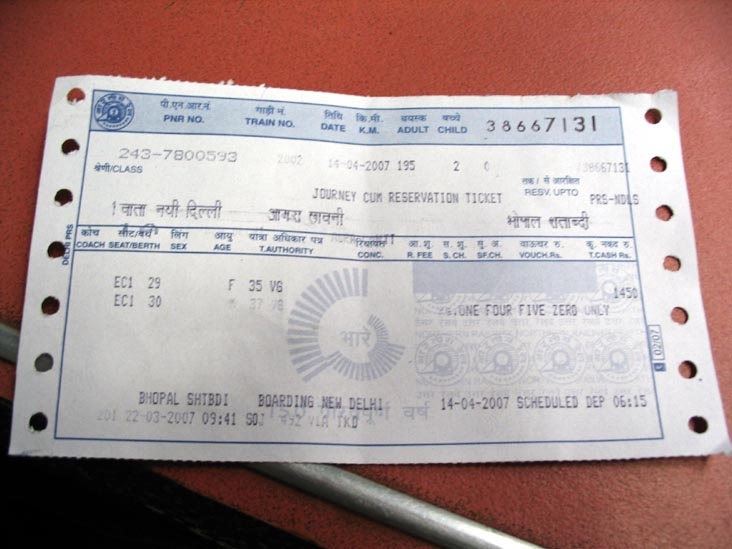 पी.एन.आर.नं. गाड़ी नं. तिथि कि.मी. वयस्क बच्चे
PNR NO. TRAIN NO. DATE K.M. ADULT CHILD 38667131
243-7800593 2002 14-04-2007 195 2 0 38667131
श्रेणी/CLASS JOURNEY CUM RESERVATION TICKET तक / में आरक्षित
RESV. UPTO PRS-NDLS
वाता नयी दिल्ली आगरा छावनी भोपाल शताब्दी
कोच सीट/बर्थ लिंग आयु यात्रा अधिकार पत्र रियायत आ.शु. स.शु. सु.अ. वाऊचर रु. कु. नकद रु.
COACH SEAT/BERTH SEX AGE T.AUTHORITY CONC. R. FEE S. CH. SF.CH. VOUCH.Rs. T.CASH Rs.
DELHI PRS
EC1 29 F 35 VG 1450
EC1 30 M 37 VG RS.ONE FOUR FIVE ZERO ONLY
भारे
02/07
BHOPAL SHTBDI BOARDING NEW DELHI 14-04-2007 SCHEDULED DEP 06:15
201 22-03-2007 09:41 492 VIA TKD